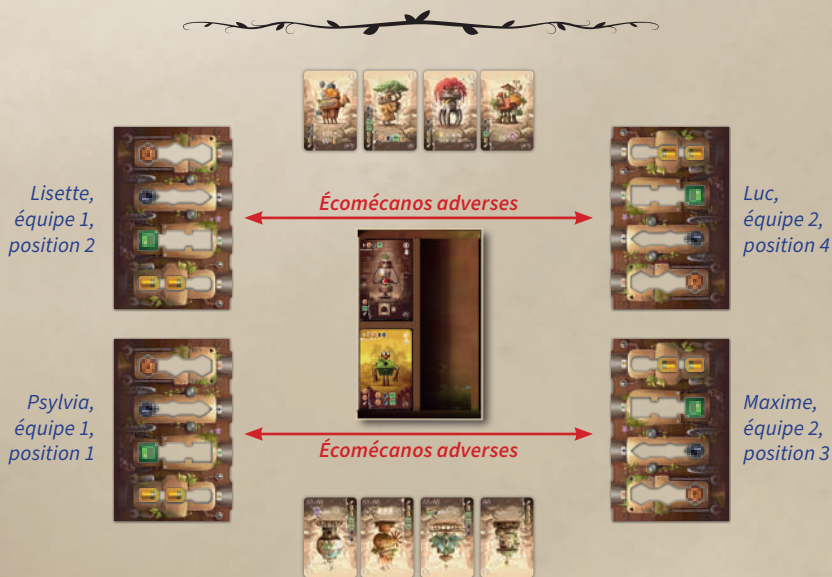 Lisette,
équipe 1,
position 2
Écomécanos adverses
Luc,
équipe 2,
position 4
Psylvia,
équipe 1,
position 1
Écomécanos adverses
Maxime,
équipe 2,
position 3